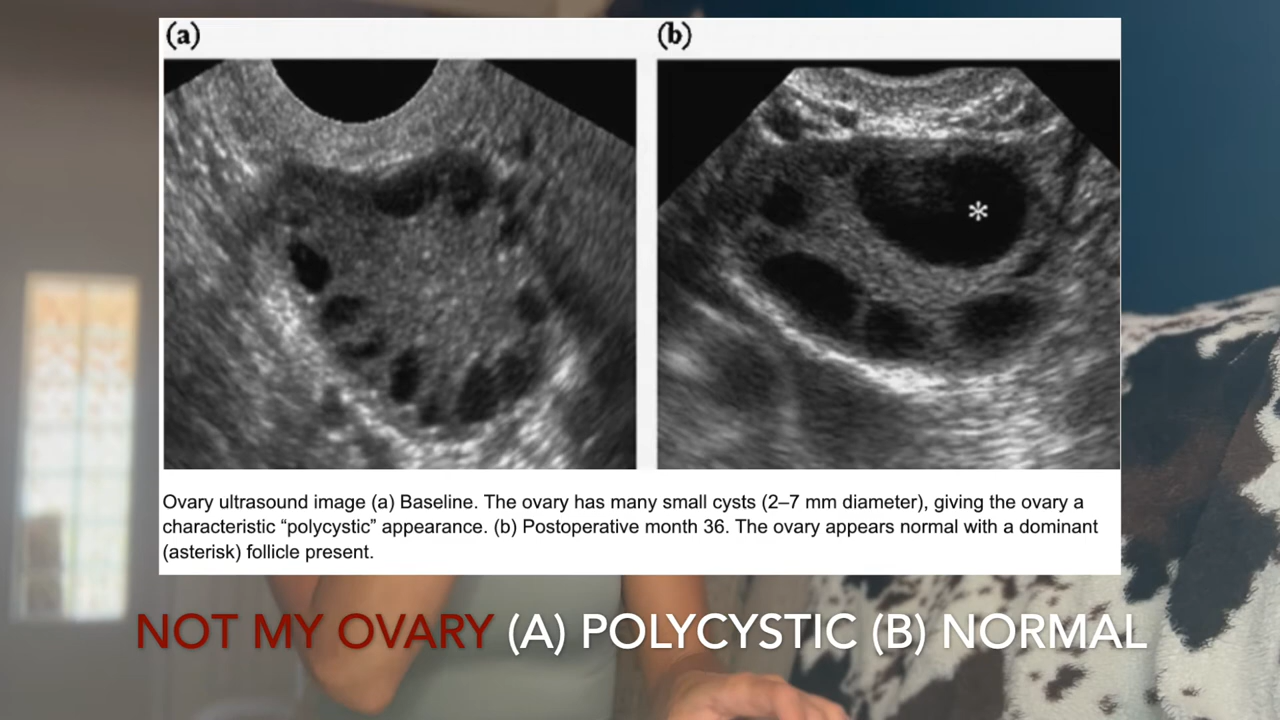 (a)
(b)
*
Ovary ultrasound image (a) Baseline. The ovary has many small cysts (2–7 mm diameter), giving the ovary a
characteristic “polycystic” appearance. (b) Postoperative month 36. The ovary appears normal with a dominant
(asterisk) follicle present.
NOT MY OVARY (A) POLYCYSTIC (B) NORMAL